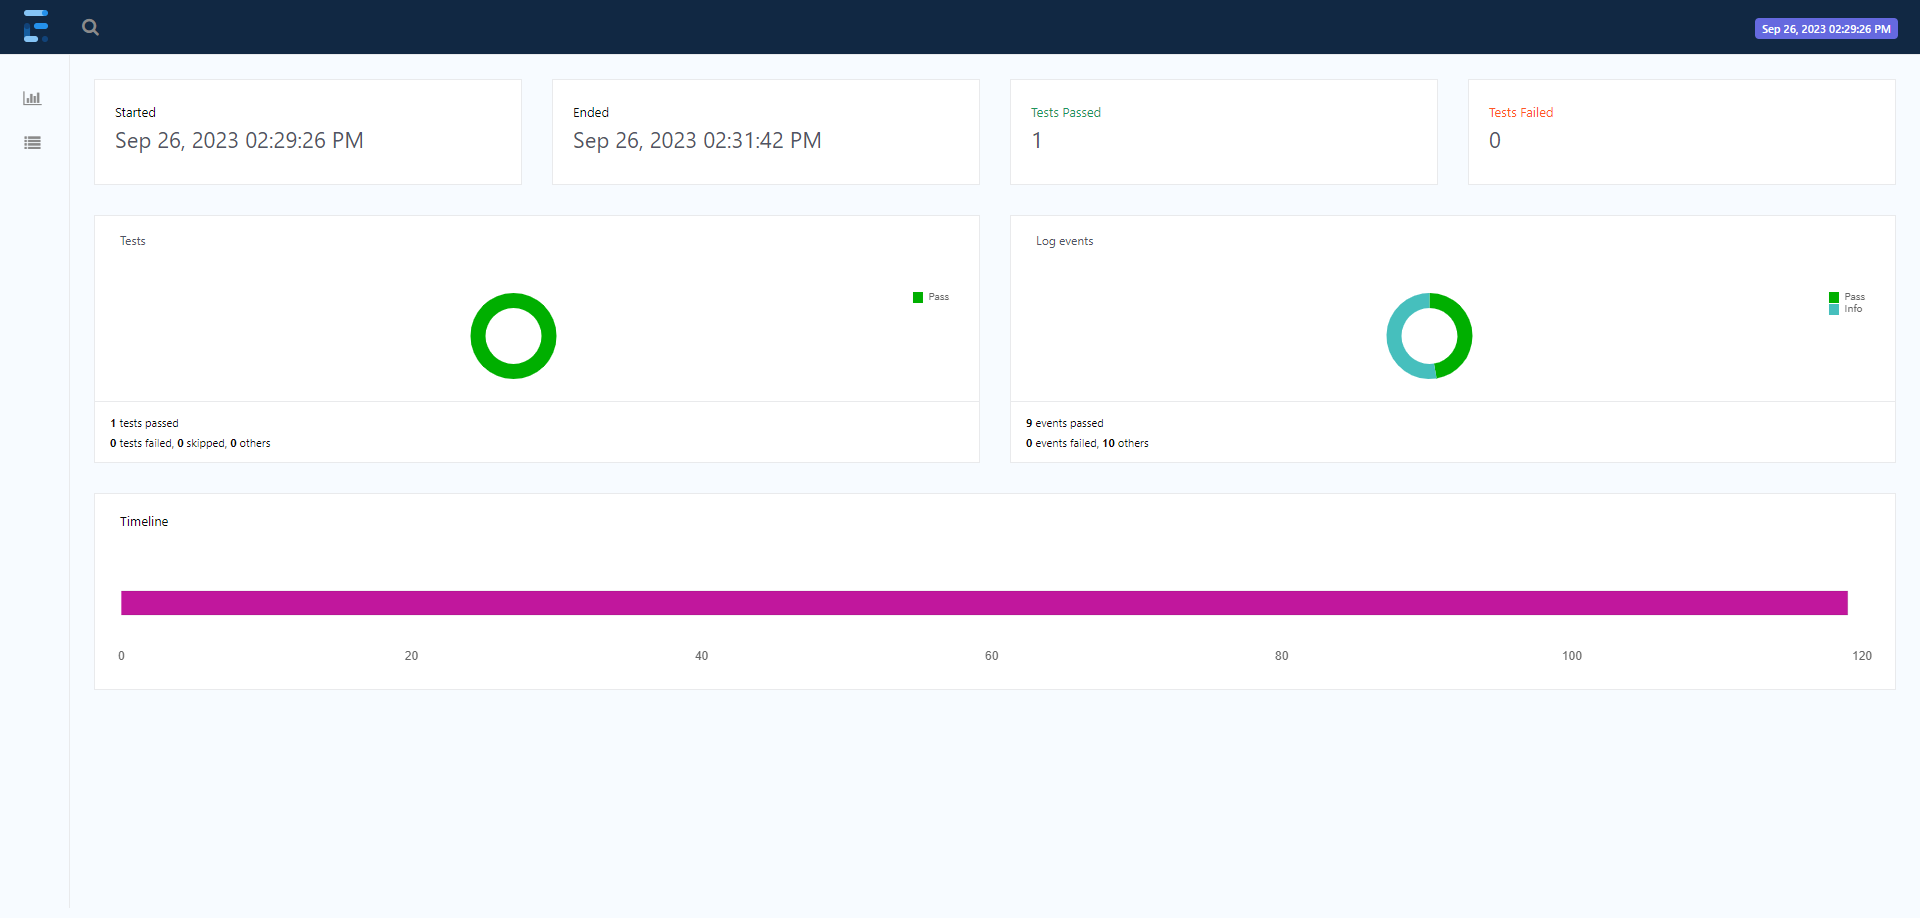 Sep 26, 2023 02:29:26 PM
Started
Sep 26, 2023 02:29:26 PM
Ended
Sep 26, 2023 02:31:42 PM
Tests Passed
1
Tests Failed
0
Tests
Pass
1 tests passed
0 tests failed, 0 skipped, 0 others
Log events
Pass
Info
9 events passed
0 events failed, 10 others
Timeline
0 20 40 60 80 100 120